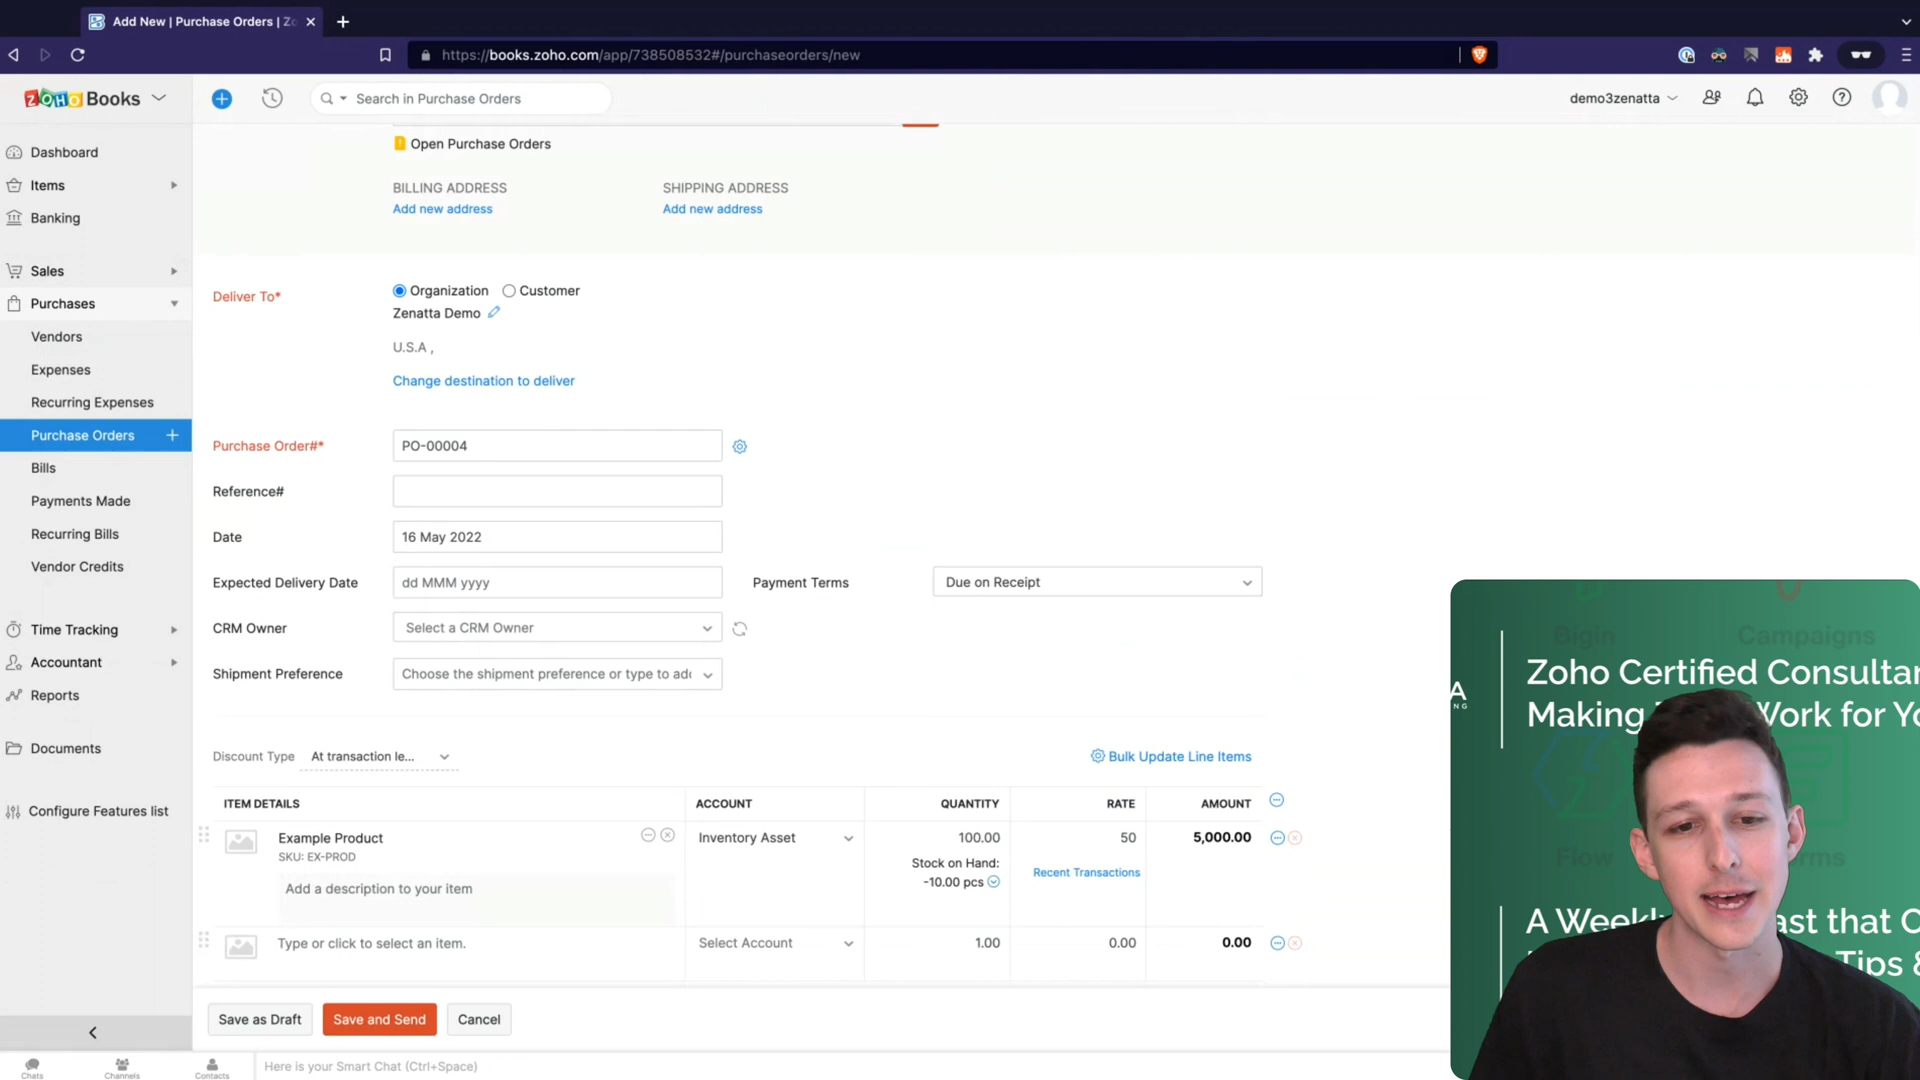 Add New | Purchase Orders | Zo
https://books.zoho.com/app/738508532#/purchaseorders/new
ZOHO Books
Search in Purchase Orders
demo3zenatta
Dashboard
Items
Banking
Sales
Purchases
Vendors
Expenses
Recurring Expenses
Purchase Orders
Bills
Payments Made
Recurring Bills
Vendor Credits
Time Tracking
Accountant
Reports
Documents
Configure Features list
Open Purchase Orders
BILLING ADDRESS
Add new address
SHIPPING ADDRESS
Add new address
Deliver To*
Organization
Customer
Zenatta Demo
U.S.A ,
Change destination to deliver
Purchase Order#*
PO-00004
Reference#
Date
16 May 2022
Expected Delivery Date
dd MMM yyyy
Payment Terms
Due on Receipt
CRM Owner
Select a CRM Owner
Shipment Preference
Choose the shipment preference or type to add
Discount Type
At transaction le...
Bulk Update Line Items
ITEM DETAILS
ACCOUNT
QUANTITY
RATE
AMOUNT
Example Product
SKU: EX-PROD
Add a description to your item
Inventory Asset
100.00
Stock on Hand:
-10.00 pcs
50
Recent Transactions
5,000.00
Type or click to select an item.
Select Account
1.00
0.00
0.00
Save as Draft
Save and Send
Cancel
Chats
Channels
Contacts
Here is your Smart Chat (Ctrl+Space)
Bigin
Campaigns
Zoho Certified Consultan
Making
Work for Yo
Flow
A Weekly
ast that C
Tips &